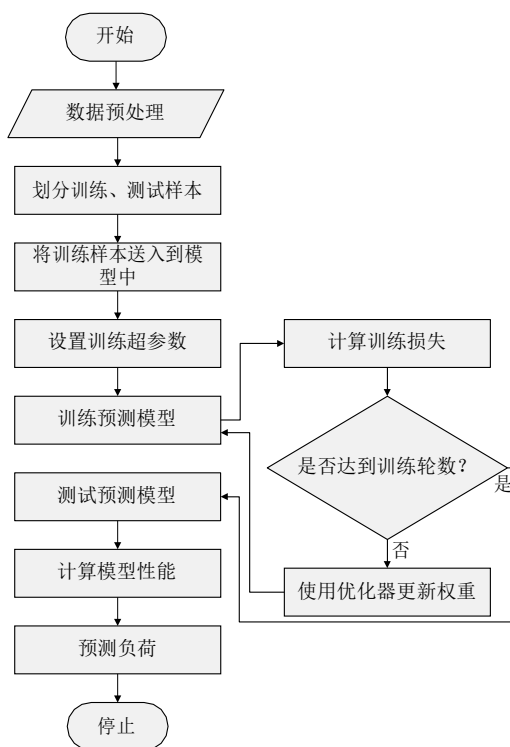 开始
数据预处理
划分训练、测试样本
将训练样本送入到模
型中
设置训练超参数
训练预测模型
计算训练损失
是否达到训练轮数？
是
否
使用优化器更新权重
测试预测模型
计算模型性能
预测负荷
停止